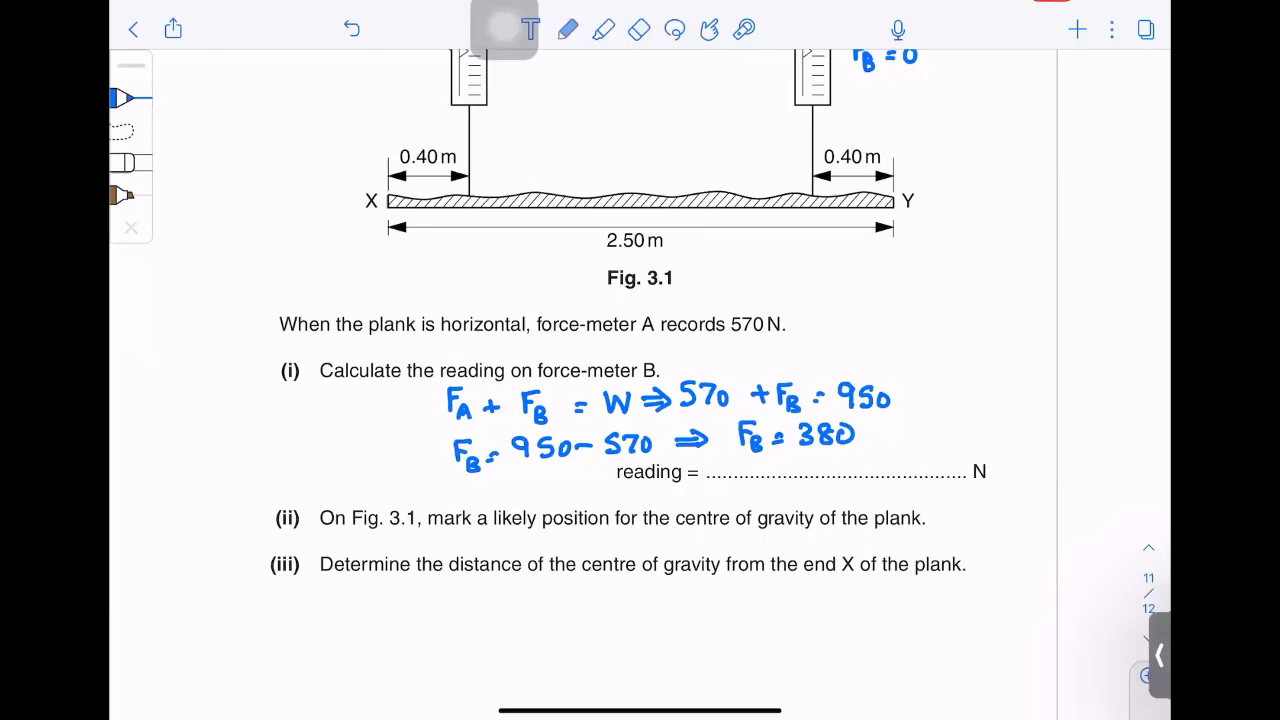 T
F_B = 0
0.40 m 0.40 m
X Y
2.50 m
Fig. 3.1
When the plank is horizontal, force-meter A records 570 N.
(i) Calculate the reading on force-meter B.
F_A + F_B = W ⇒ 570 + F_B = 950
F_B = 950 - 570 ⇒ F_B = 380
reading = ............................................... N
(ii) On Fig. 3.1, mark a likely position for the centre of gravity of the plank.
(iii) Determine the distance of the centre of gravity from the end X of the plank.
11
/
12